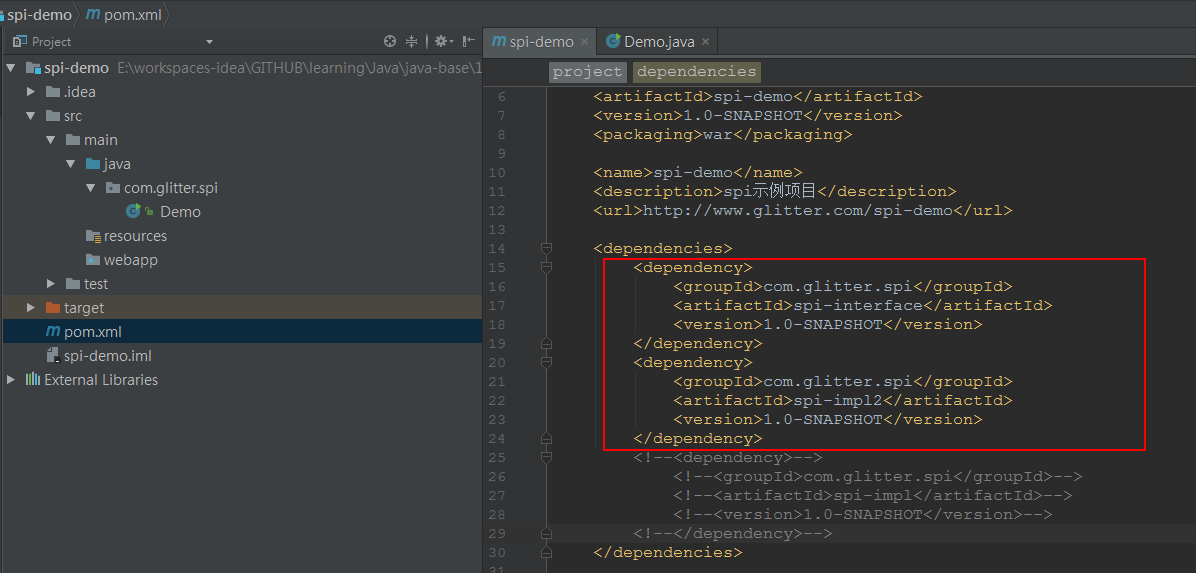 spi-demo pom.xml
Project
spi-demo E:\workspaces-idea\GITHUB\learning\Java\java-base\1
.idea
src
main
java
com.glitter.spi
Demo
resources
webapp
test
target
pom.xml
spi-demo.iml
External Libraries
spi-demo Demo.java
project dependencies
6 <artifactId>spi-demo</artifactId>
7 <version>1.0-SNAPSHOT</version>
8 <packaging>war</packaging>
9
10 <name>spi-demo</name>
11 <description>spi示例项目</description>
12 <url>http://www.glitter.com/spi-demo</url>
13
14 <dependencies>
15 <dependency>
16 <groupId>com.glitter.spi</groupId>
17 <artifactId>spi-interface</artifactId>
18 <version>1.0-SNAPSHOT</version>
19 </dependency>
20 <dependency>
21 <groupId>com.glitter.spi</groupId>
22 <artifactId>spi-impl2</artifactId>
23 <version>1.0-SNAPSHOT</version>
24 </dependency>
25 <!--<dependency>-->
26 <!--<groupId>com.glitter.spi</groupId>-->
27 <!--<artifactId>spi-impl</artifactId>-->
28 <!--<version>1.0-SNAPSHOT</version>-->
29 <!--</dependency>-->
30 </dependencies>
31